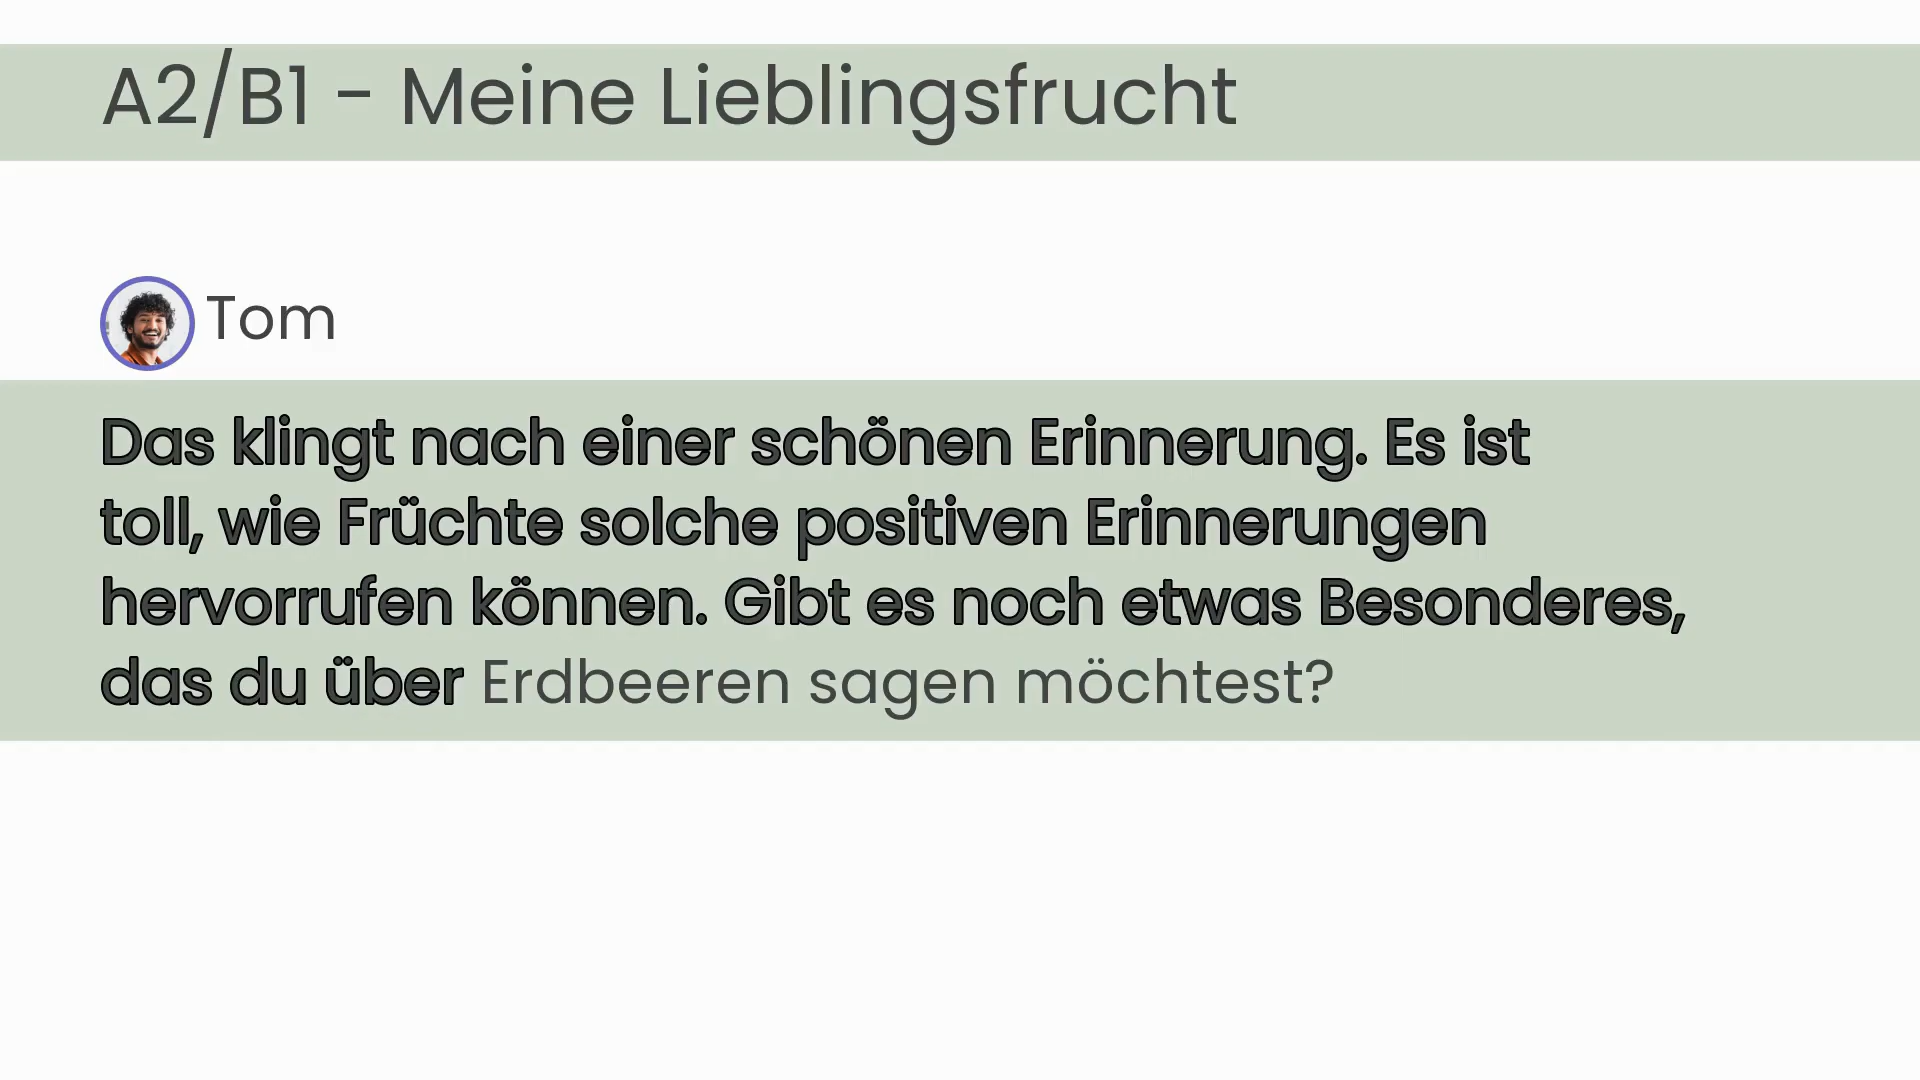 A2/B1 - Meine Lieblingsfrucht
Tom
Das klingt nach einer schönen Erinnerung. Es ist
toll, wie Früchte solche positiven Erinnerungen
hervorrufen können. Gibt es noch etwas Besonderes,
das du über Erdbeeren sagen möchtest?